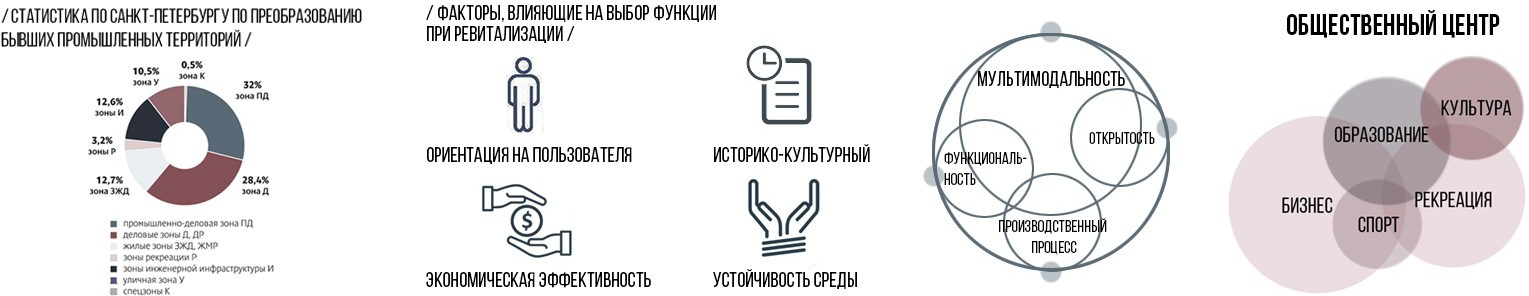 / СТАТИСТИКА ПО САНКТ-ПЕТЕРБУРГУ ПО ПРЕОБРАЗОВАНИЮ
БЫВШИХ ПРОМЫШЛЕННЫХ ТЕРРИТОРИЙ /
0,5%
зона К
10,5%
зона У
32%
зона ПД
12,6%
зоны И
3,2%
зоны Р
12,7%
зона ЗЖД
28,4%
зона Д
промышленно-деловая зона ПД
деловые зоны Д, ДР
жилые зоны ЗЖД, ЖМР
зоны рекреации Р
зоны инженерной инфраструктуры И
уличная зона У
спецзоны К
/ ФАКТОРЫ, ВЛИЯЮЩИЕ НА ВЫБОР ФУНКЦИИ
ПРИ РЕВИТАЛИЗАЦИИ /
ОРИЕНТАЦИЯ НА ПОЛЬЗОВАТЕЛЯ
ИСТОРИКО-КУЛЬТУРНЫЙ
$
ЭКОНОМИЧЕСКАЯ ЭФФЕКТИВНОСТЬ
УСТОЙЧИВОСТЬ СРЕДЫ
МУЛЬТИМОДАЛЬНОСТЬ
ОТКРЫТОСТЬ
ФУНКЦИОНАЛЬ-
НОСТЬ
ПРОИЗВОДСТВЕННЫЙ
ПРОЦЕСС
ОБЩЕСТВЕННЫЙ ЦЕНТР
КУЛЬТУРА
ОБРАЗОВАНИЕ
БИЗНЕС
РЕКРЕАЦИЯ
СПОРТ